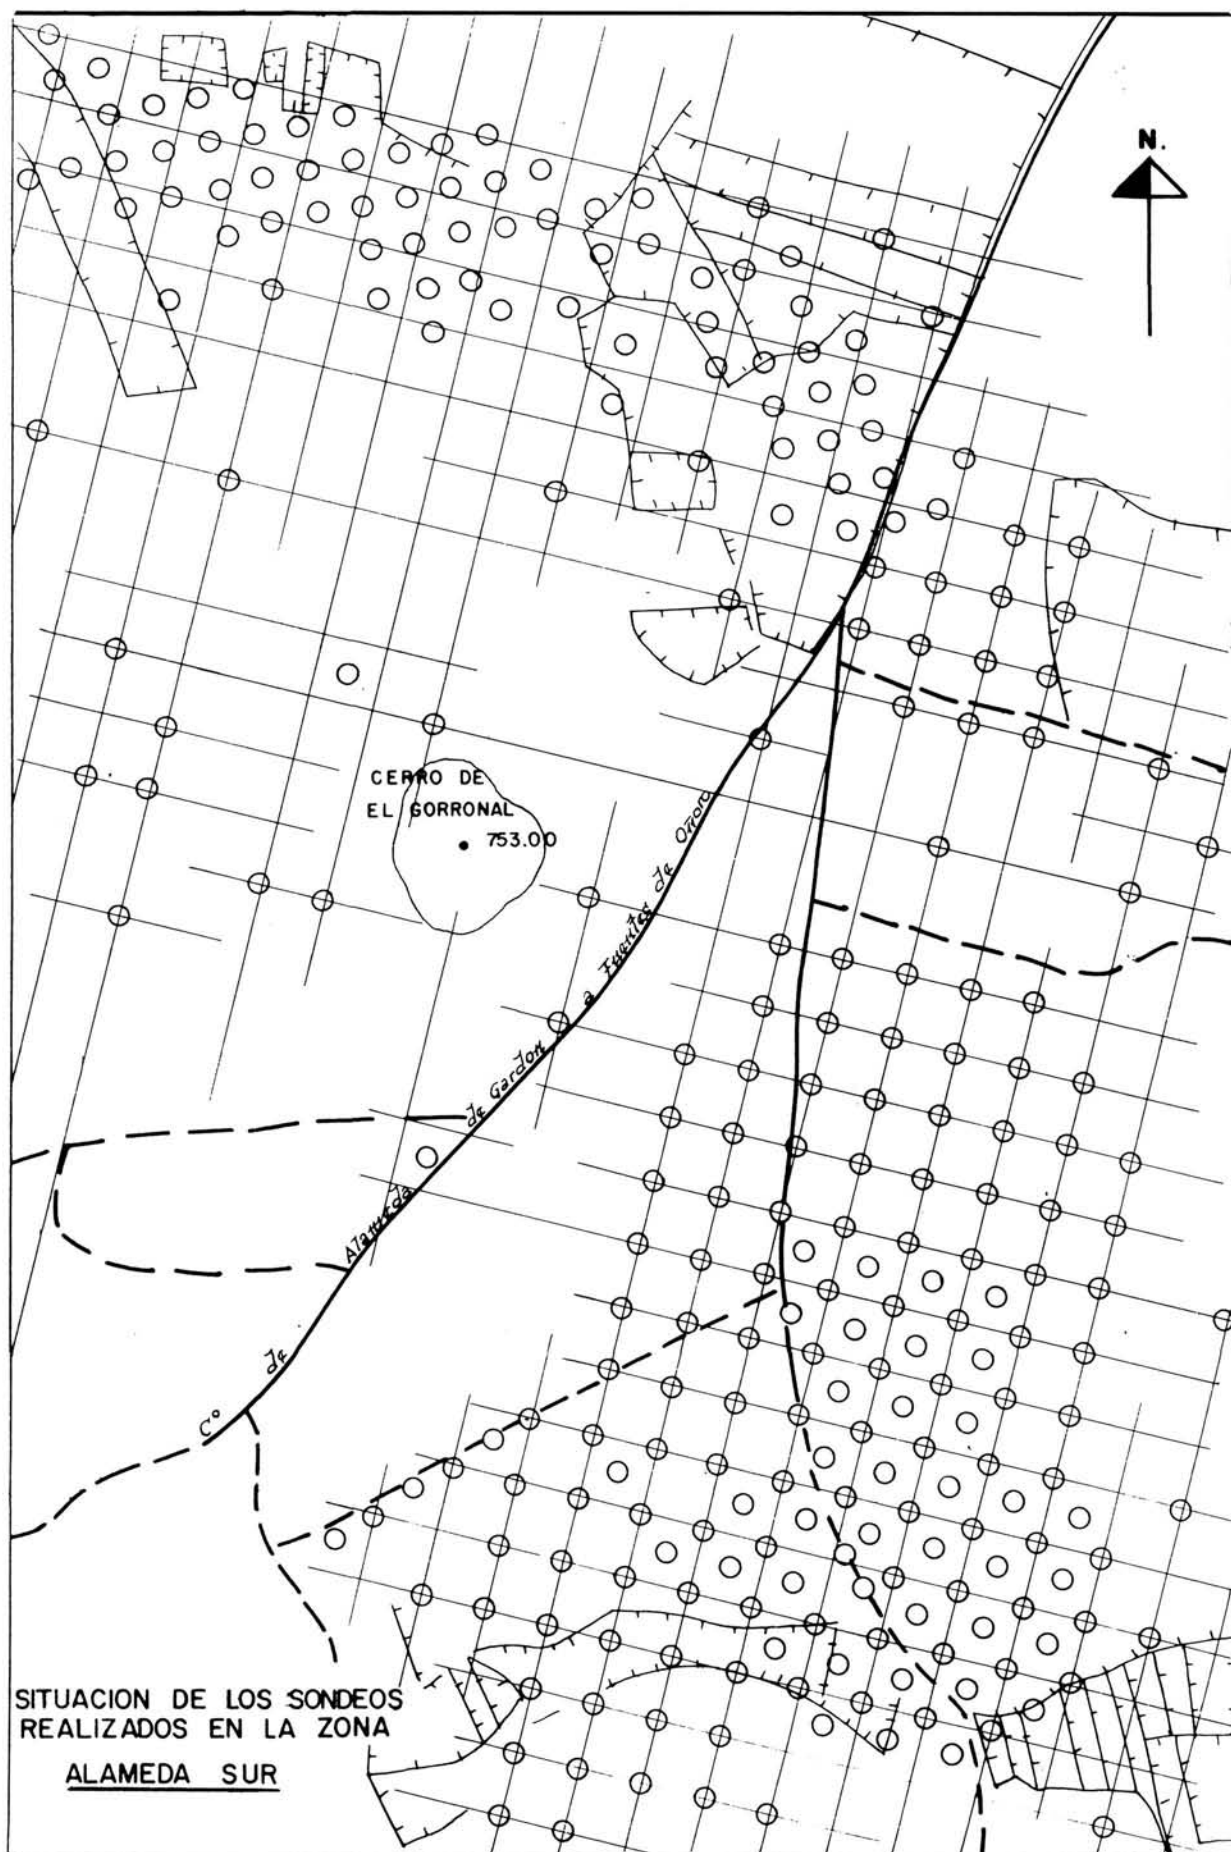 N.
CERRO DE
EL GORRONAL
753.00
Cº de Alameda de Gardon a Fuentes de Oñoro
SITUACION DE LOS SONDEOS
REALIZADOS EN LA ZONA
ALAMEDA SUR